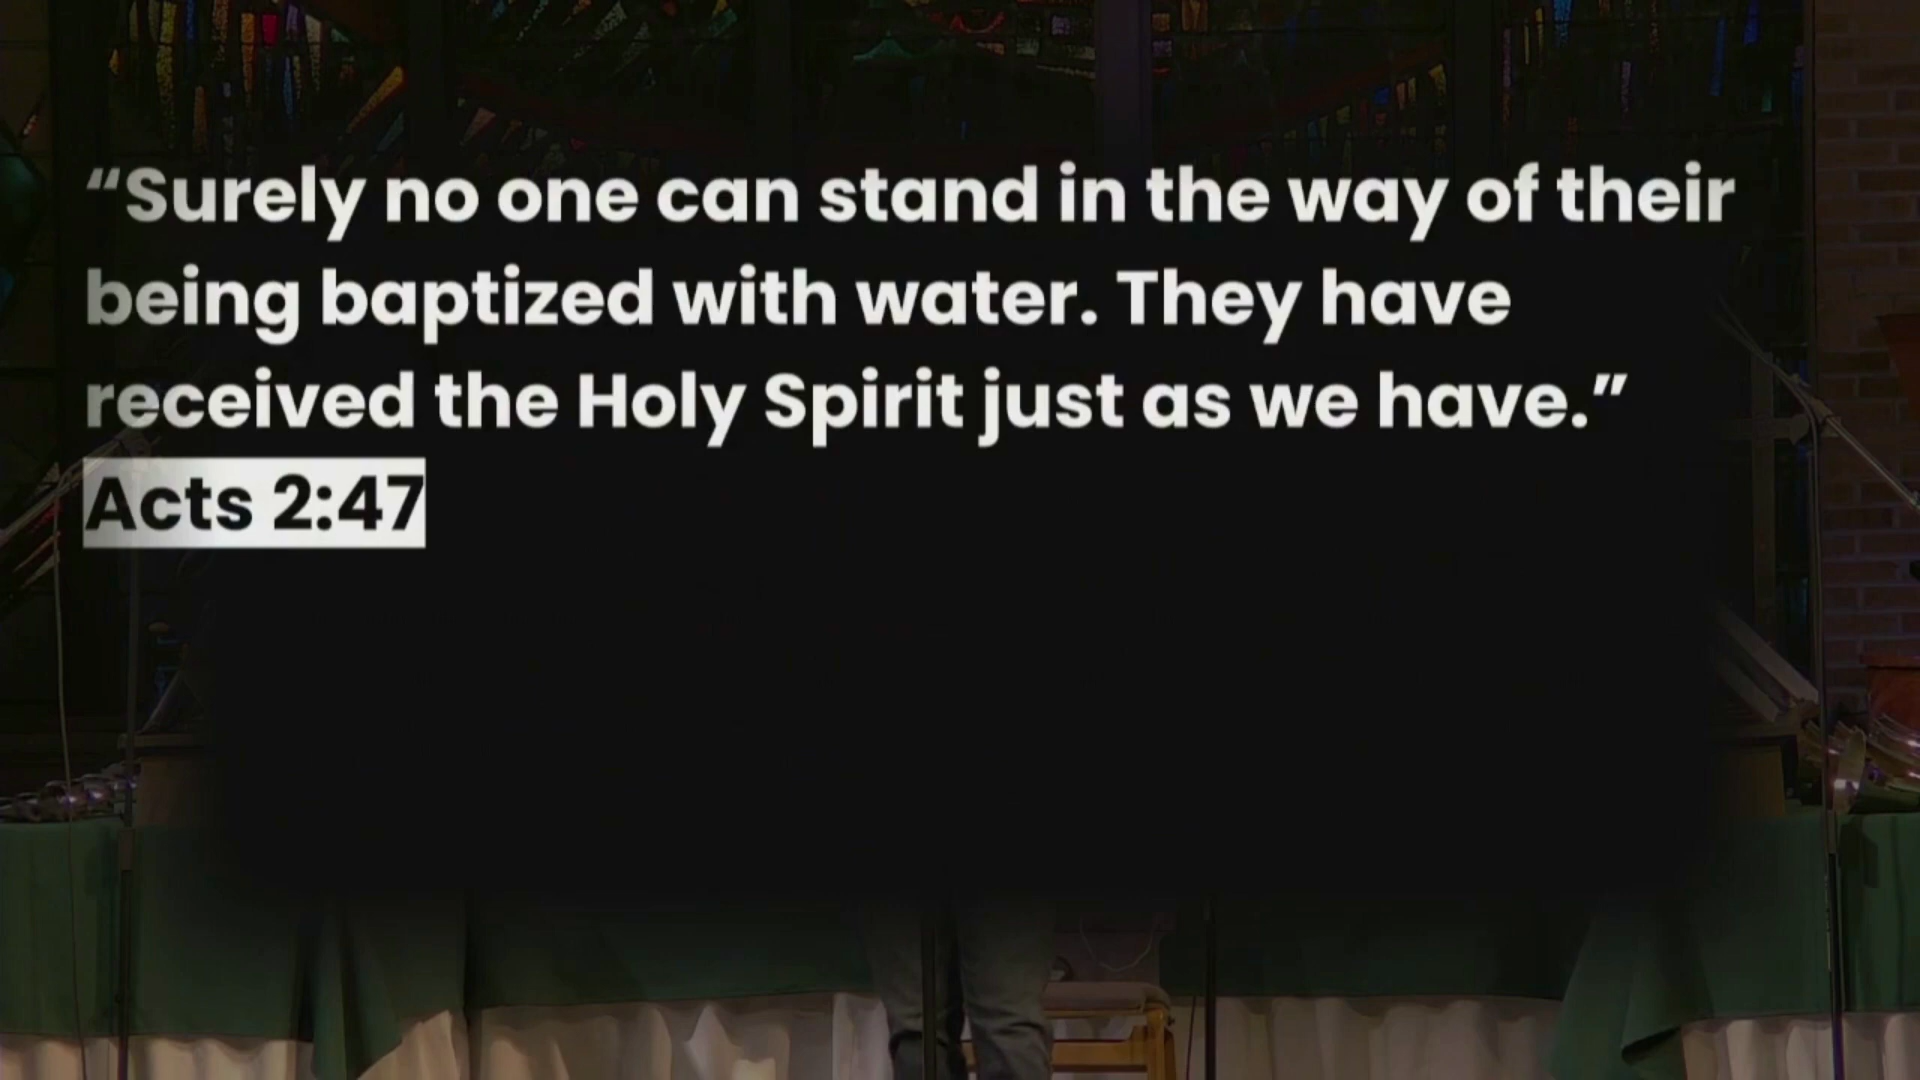 “Surely no one can stand in the way of their
being baptized with water. They have
received the Holy Spirit just as we have.”
Acts 2:47